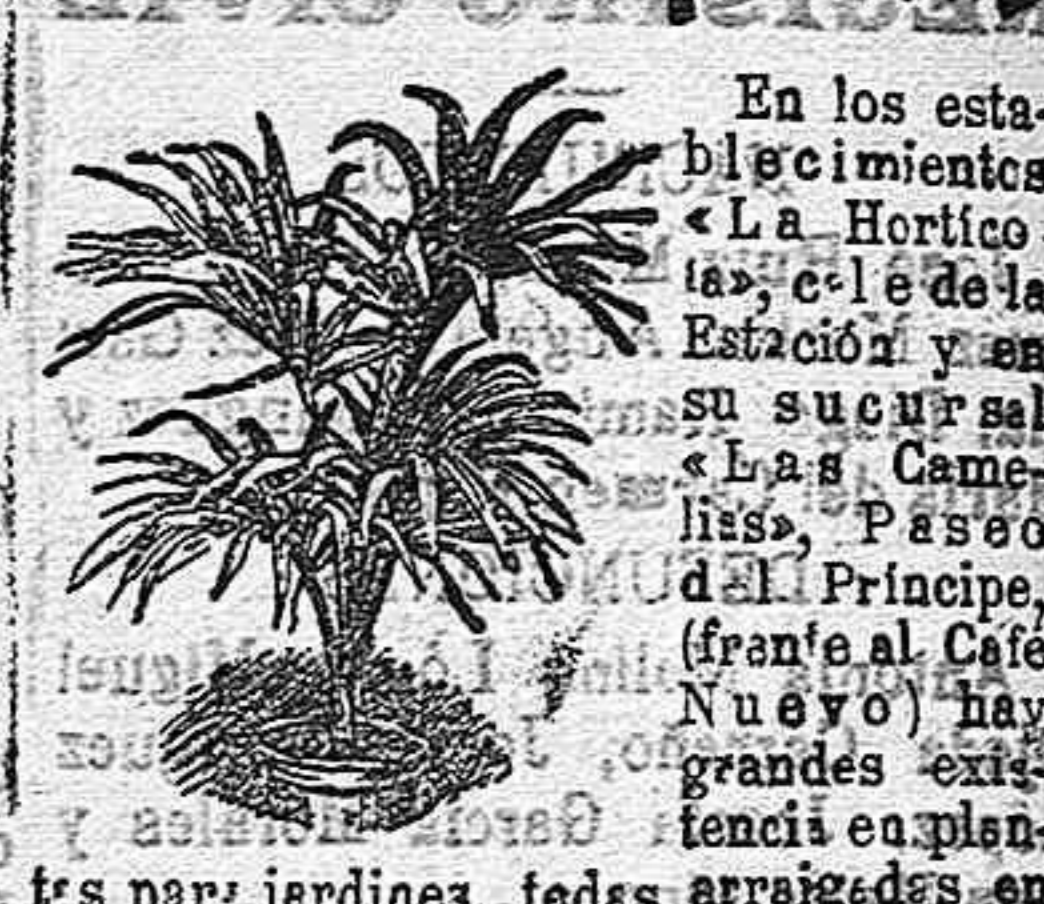 En los esta-
blecimientos
«La Hortíco-
la», calle de la
Estación y en
su sucursal
«Las Came-
lias», Paseo
del Príncipe,
(frente al Café
Nuevo) hay
grandes exis-
tencia en plan-
tas para jardines, todas arraigadas en